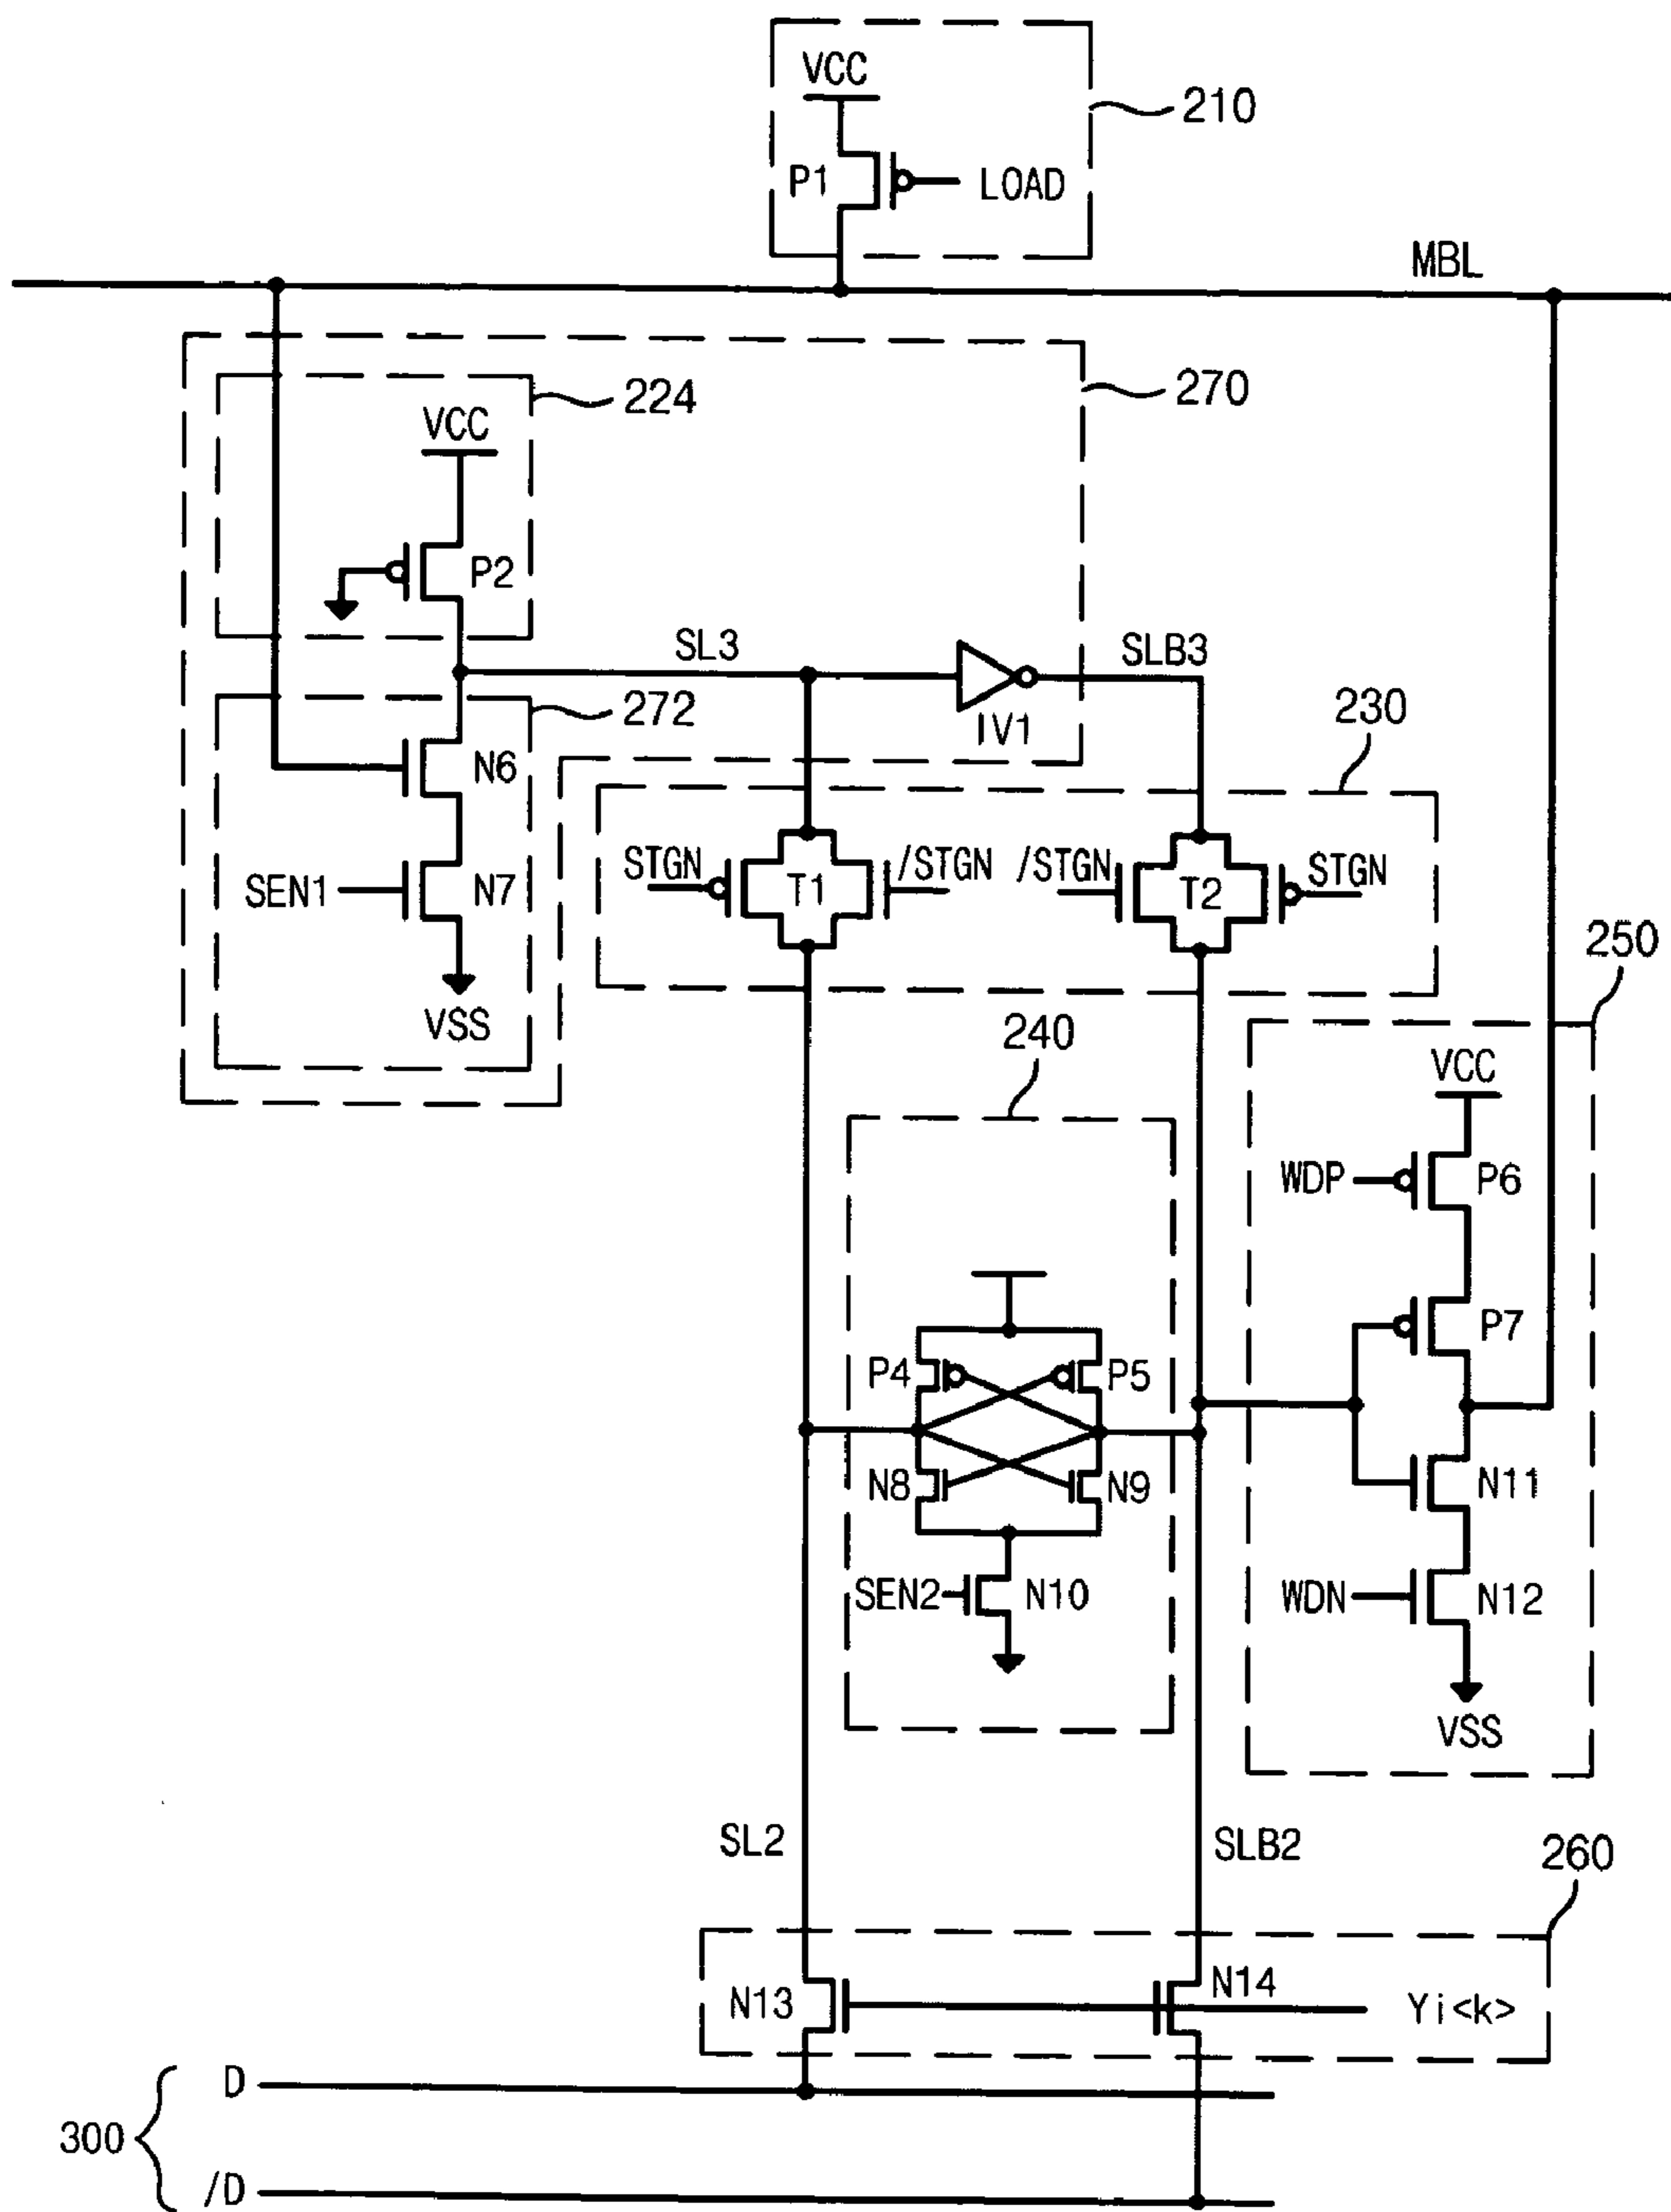 VCC
210
P1
LOAD
MBL
224
270
VCC
P2
SL3
SLB3
272
IV1
230
N6
STGN
T1
/STGN
/STGN
T2
STGN
SEN1
N7
VSS
250
240
VCC
WDP
P6
P7
P4
P5
N8
N9
N11
SEN2
N10
WDN
N12
VSS
SL2
SLB2
260
N13
N14
Yi<k>
D
300
/D